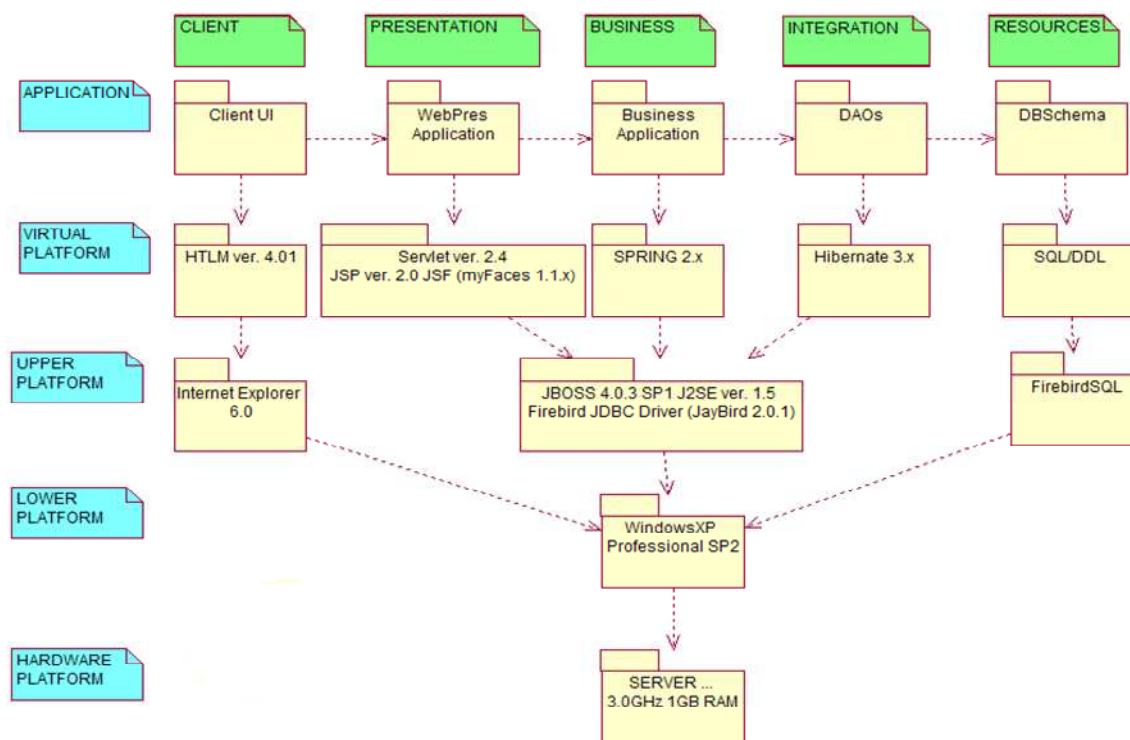 CLIENT
PRESENTATION
BUSINESS
INTEGRATION
RESOURCES
APPLICATION
Client UI
WebPres
Application
Business
Application
DAOs
DBSchema
VIRTUAL
PLATFORM
HTLM ver. 4.01
Servlet ver. 2.4
JSP ver. 2.0 JSF (myFaces 1.1.x)
SPRING 2.x
Hibernate 3.x
SQL/DDL
UPPER
PLATFORM
Internet Explorer
6.0
JBOSS 4.0.3 SP1 J2SE ver. 1.5
Firebird JDBC Driver (JayBird 2.0.1)
FirebirdSQL
LOWER
PLATFORM
WindowsXP
Professional SP2
HARDWARE
PLATFORM
SERVER ...
3.0GHz 1GB RAM